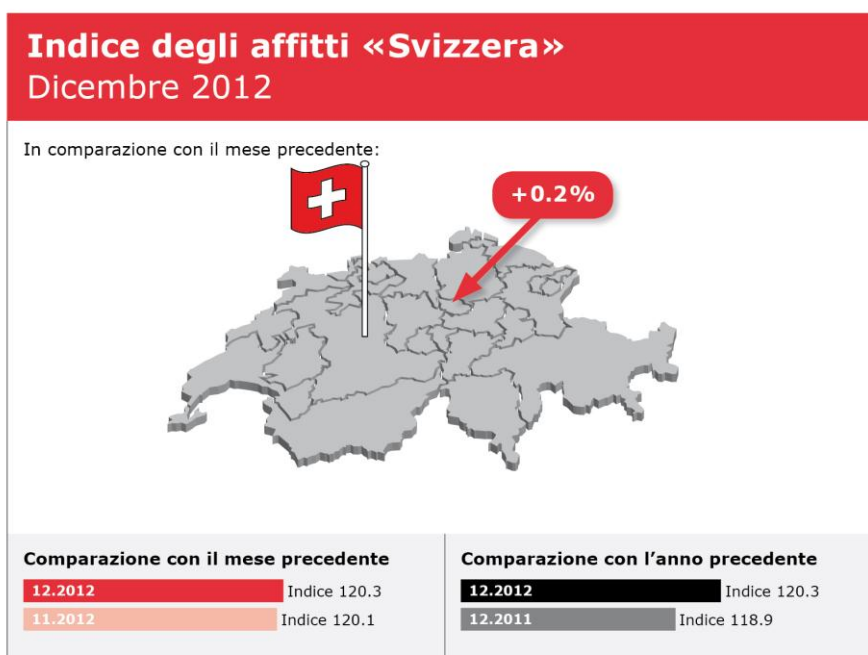 Indice degli affitti «Svizzera»
Dicembre 2012
In comparazione con il mese precedente:
+0.2%
Comparazione con il mese precedente
12.2012 Indice 120.3
11.2012 Indice 120.1
Comparazione con l'anno precedente
12.2012 Indice 120.3
12.2011 Indice 118.9